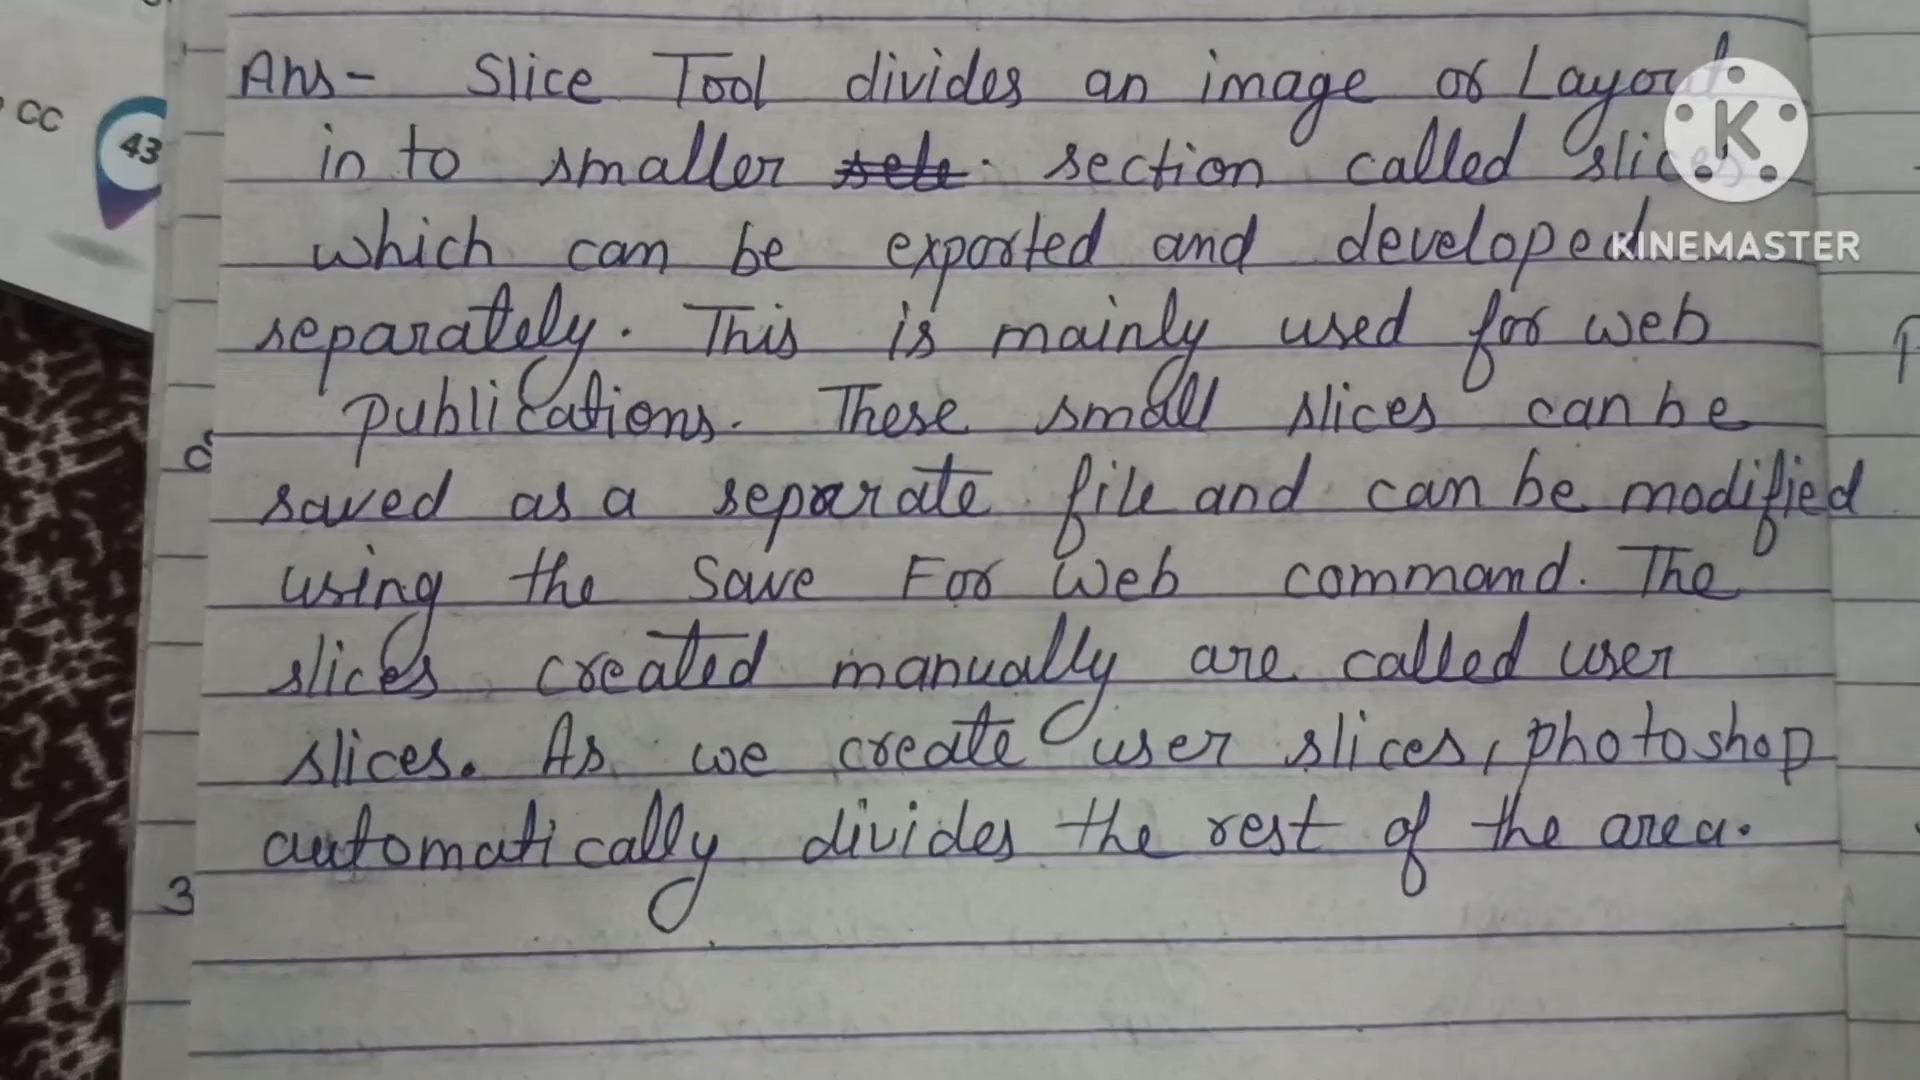 CC
43
Ans- Slice Tool divides an image or Layout
in to smaller section called slices
which can be exported and developed
KINEMASTER
separately. This is mainly used for web
publications. These small slices can be
saved as a separate file and can be modified
using the Save For Web command. The
slices created manually are called user
slices. As we create user slices, photoshop
automatically divides the rest of the area.
3